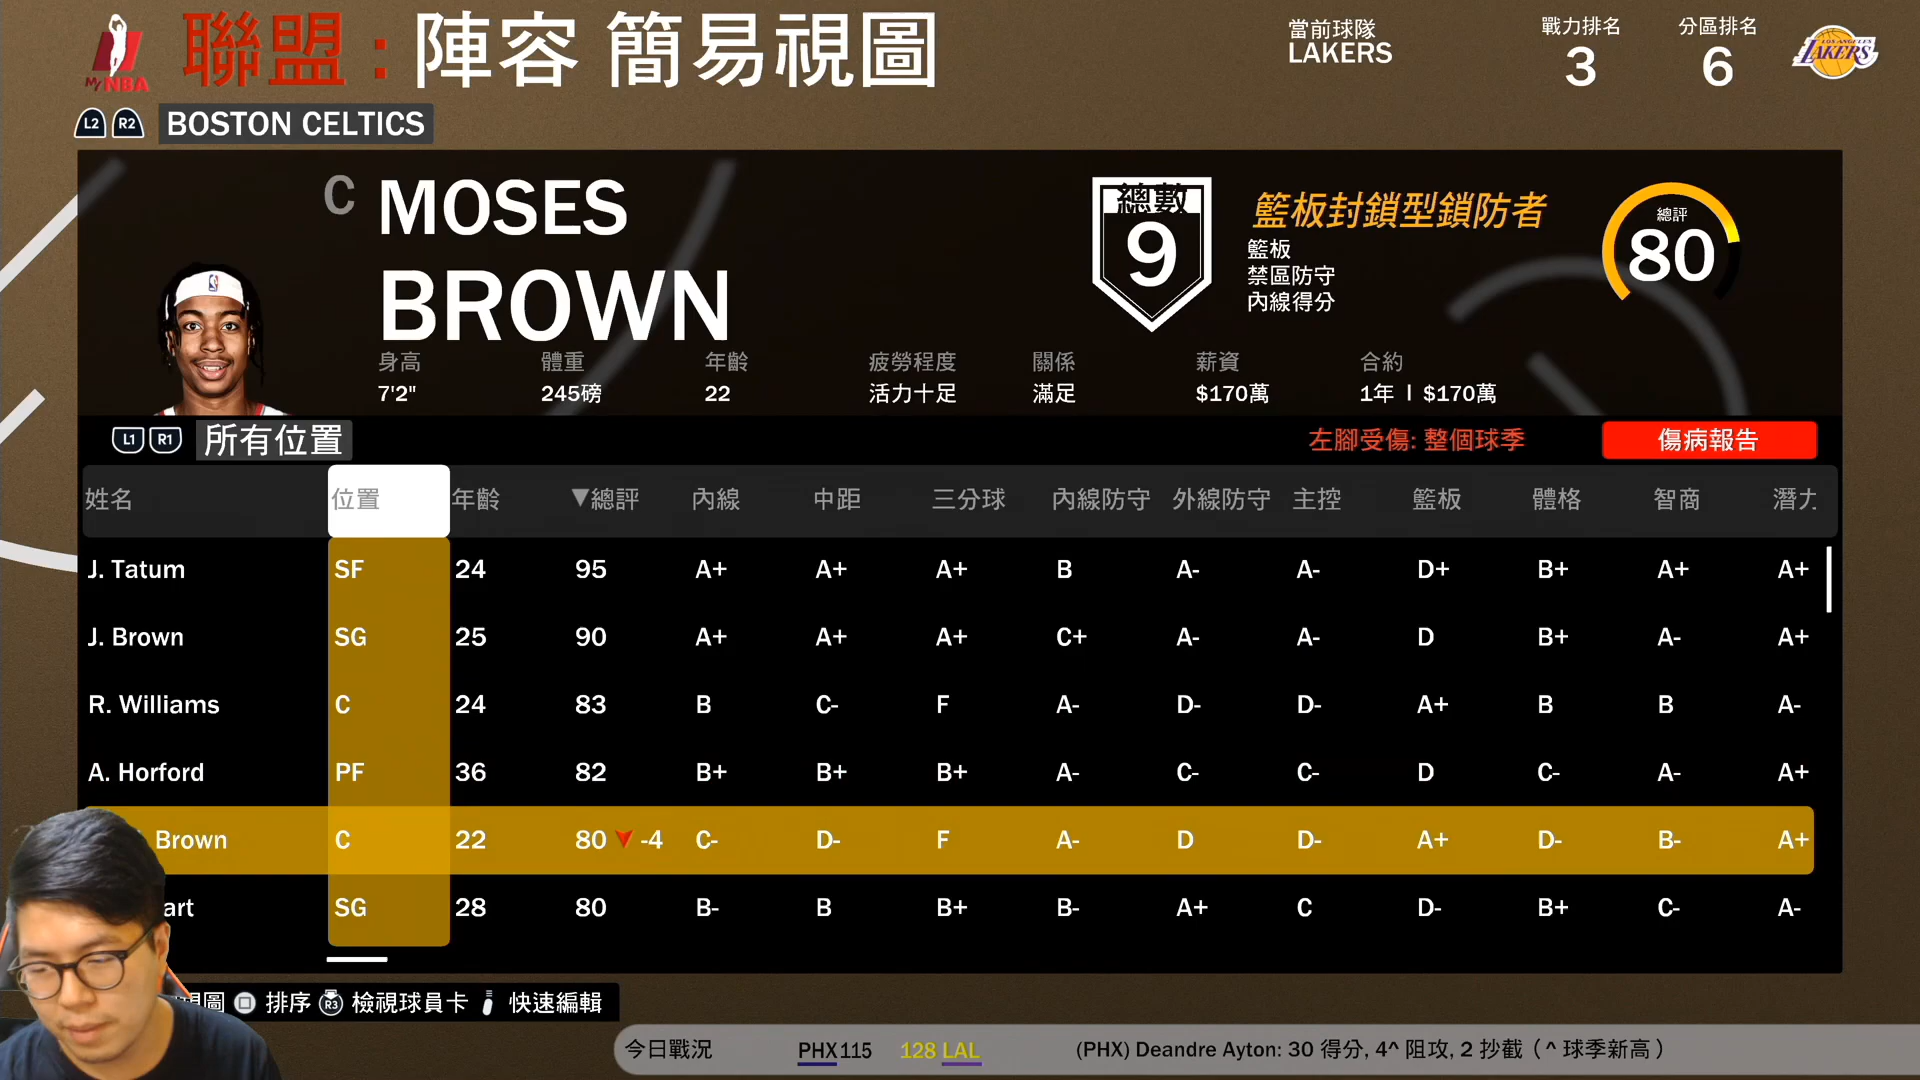 聯盟 : 陣容 簡易視圖
My NBA
當前球隊
LAKERS
戰力排名
3
分區排名
6
LAKERS
L2 R2 BOSTON CELTICS
C MOSES
BROWN
總數
9
籃板封鎖型鎖防者
籃板
禁區防守
內線得分
總評
80
身高 體重 年齡 疲勞程度 關係 薪資 合約
7'2" 245磅 22 活力十足 滿足 $170萬 1年 | $170萬
L1 R1 所有位置
左腳受傷: 整個球季
傷病報告
姓名 位置 年齡 ▼總評 內線 中距 三分球 內線防守 外線防守 主控 籃板 體格 智商 潛力
J. Tatum SF 24 95 A+ A+ A+ B A- A- D+ B+ A+ A+
J. Brown SG 25 90 A+ A+ A+ C+ A- A- D B+ A- A+
R. Williams C 24 83 B C- F A- D- D- A+ B B A-
A. Horford PF 36 82 B+ B+ B+ A- C- C- D C- A- A+
Brown C 22 80 ▼ -4 C- D- F A- D D- A+ D- B- A+
art SG 28 80 B- B B+ B- A+ C D- B+ C- A-
視圖 排序 R3 檢視球員卡 快速編輯
今日戰況 PHX 115 128 LAL (PHX) Deandre Ayton: 30 得分, 4^ 阻攻, 2 抄截 ( ^ 球季新高 )